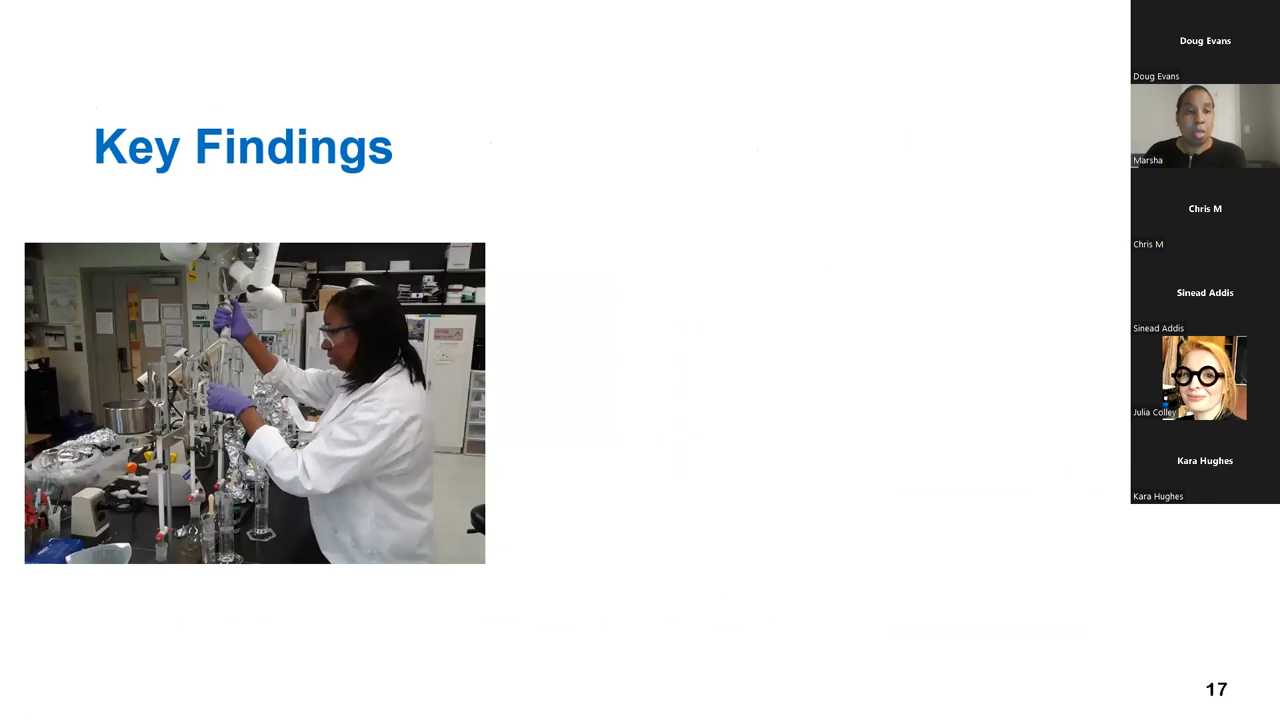 Key Findings
17
Doug Evans
Doug Evans
Marsha
Chris M
Chris M
Sinead Addis
Sinead Addis
Julia Colley
Kara Hughes
Kara Hughes